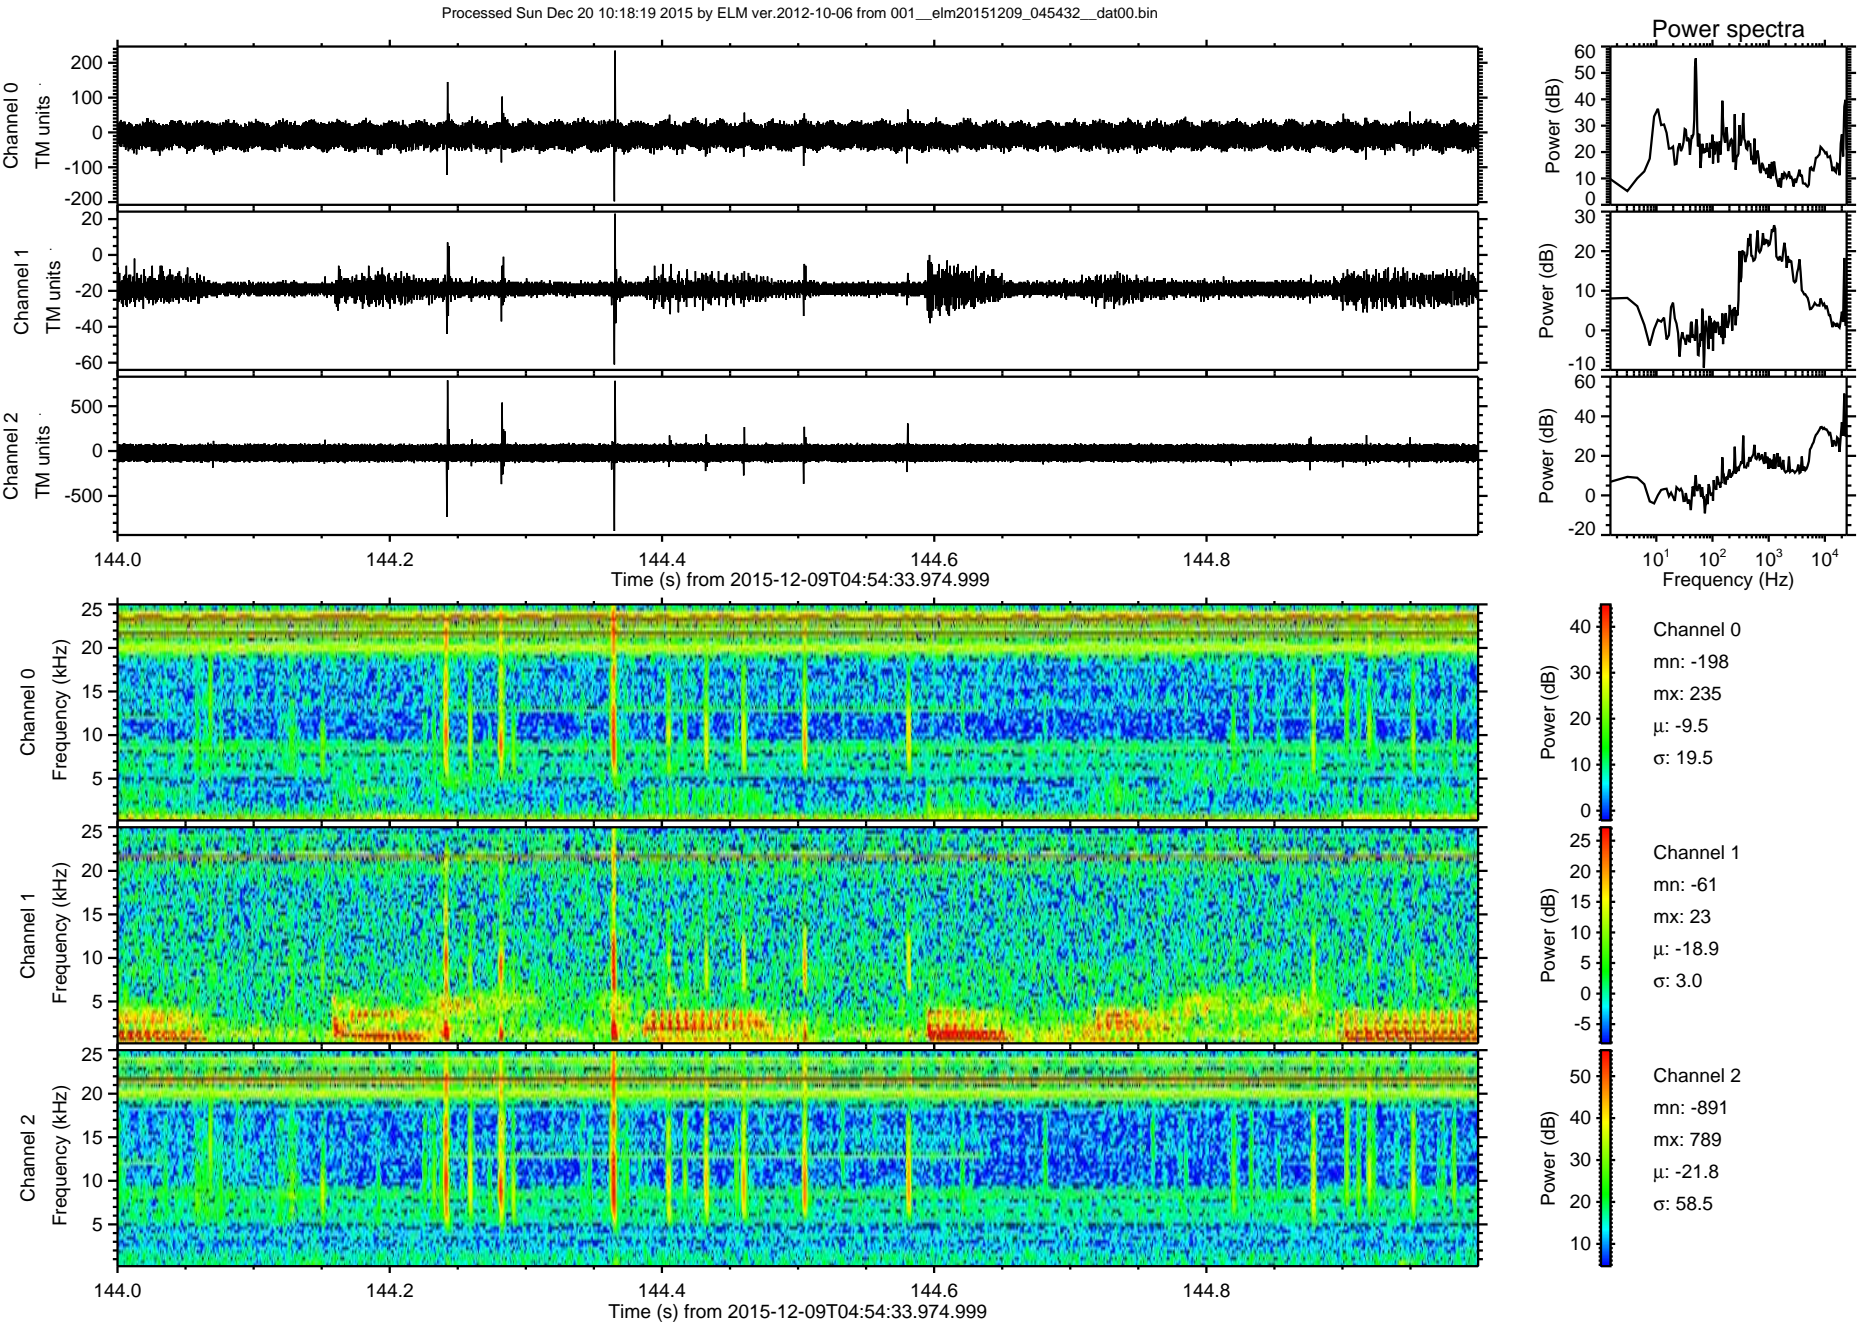 Processed Sun Dec 20 10:18:19 2015 by ELM ver.2012-10-06 from 001__elm20151209_045432__dat00.bin
Power spectra
Channel 0
TM units
200
100
0
-100
-200
Power (dB)
60
50
40
30
20
10
0
Channel 1
TM units
20
0
-20
-40
-60
Power (dB)
30
20
10
0
-10
Channel 2
TM units
500
0
-500
Power (dB)
60
40
20
0
-20
144.0 144.2 144.4 144.6 144.8
Time (s) from 2015-12-09T04:54:33.974.999
10^1 10^2 10^3 10^4
Frequency (Hz)
Channel 0
Frequency (kHz)
25
20
15
10
5
Power (dB)
40
30
20
10
0
Channel 0
mn: -198
mx: 235
μ: -9.5
σ: 19.5
Channel 1
Frequency (kHz)
25
20
15
10
5
Power (dB)
25
20
15
10
5
0
-5
Channel 1
mn: -61
mx: 23
μ: -18.9
σ: 3.0
Channel 2
Frequency (kHz)
25
20
15
10
5
Power (dB)
50
40
30
20
10
Channel 2
mn: -891
mx: 789
μ: -21.8
σ: 58.5
144.0 144.2 144.4 144.6 144.8
Time (s) from 2015-12-09T04:54:33.974.999